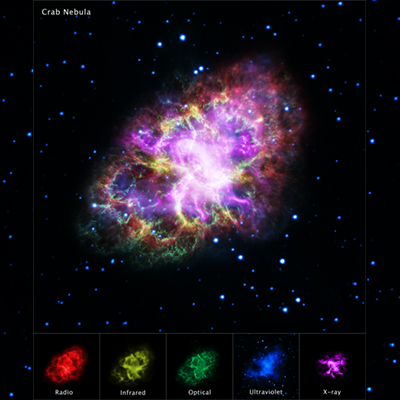 Crab Nebula
Radio
Infrared
Optical
Ultraviolet
X-ray